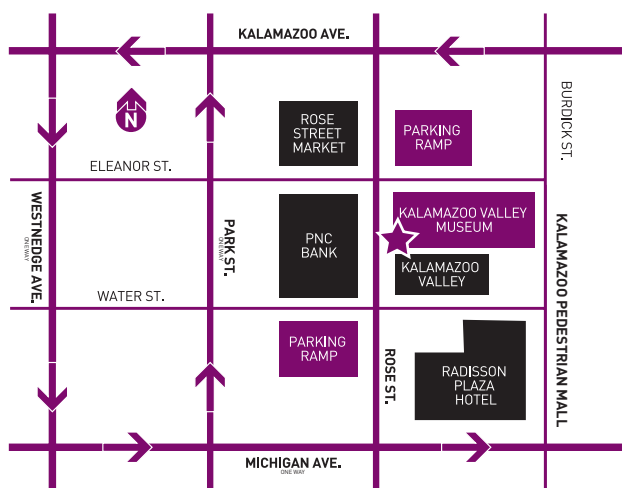 KALAMAZOO AVE.
N
BURDICK ST.
ROSE
STREET
MARKET
PARKING
RAMP
ELEANOR ST.
WESTNEDGE AVE.
ONE WAY
PARK ST.
ONE WAY
PNC
BANK
KALAMAZOO VALLEY
MUSEUM
KALAMAZOO
VALLEY
KALAMAZOO PEDESTRIAN MALL
WATER ST.
PARKING
RAMP
ROSE ST.
RADISSON
PLAZA
HOTEL
MICHIGAN AVE.
ONE WAY